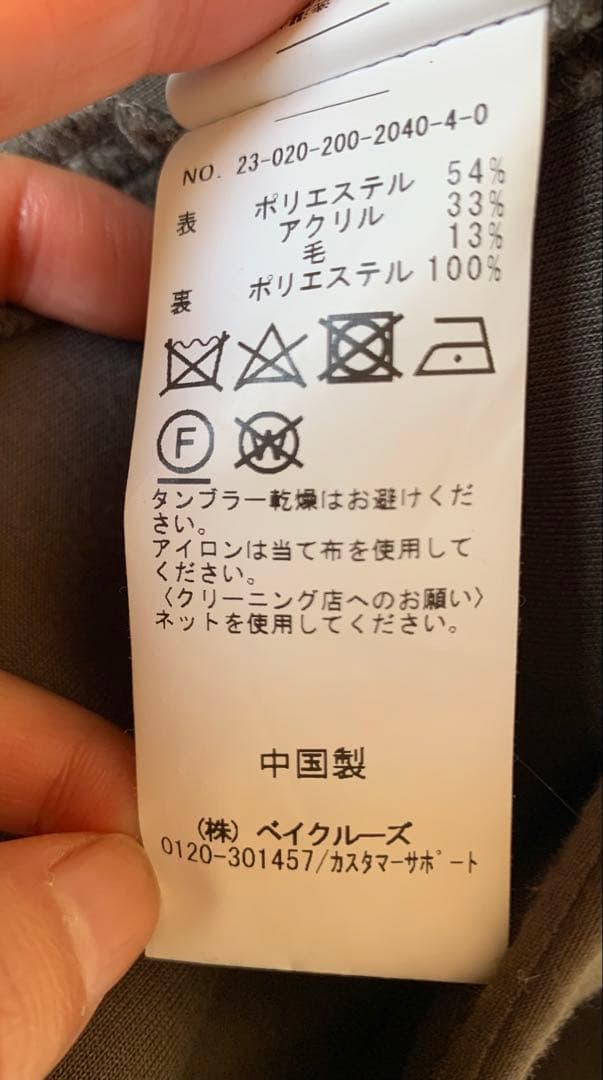 NO. 23-020-200-2040-4-0
表 ポリエステル 54%
アクリル 33%
毛 13%
裏 ポリエステル 100%
F W
タンブラー乾燥はお避けくだ
さい。
アイロンは当て布を使用して
ください。
〈クリーニング店へのお願い〉
ネットを使用してください。
中国製
(株) ベイクルーズ
0120-301457/カスタマーサポート